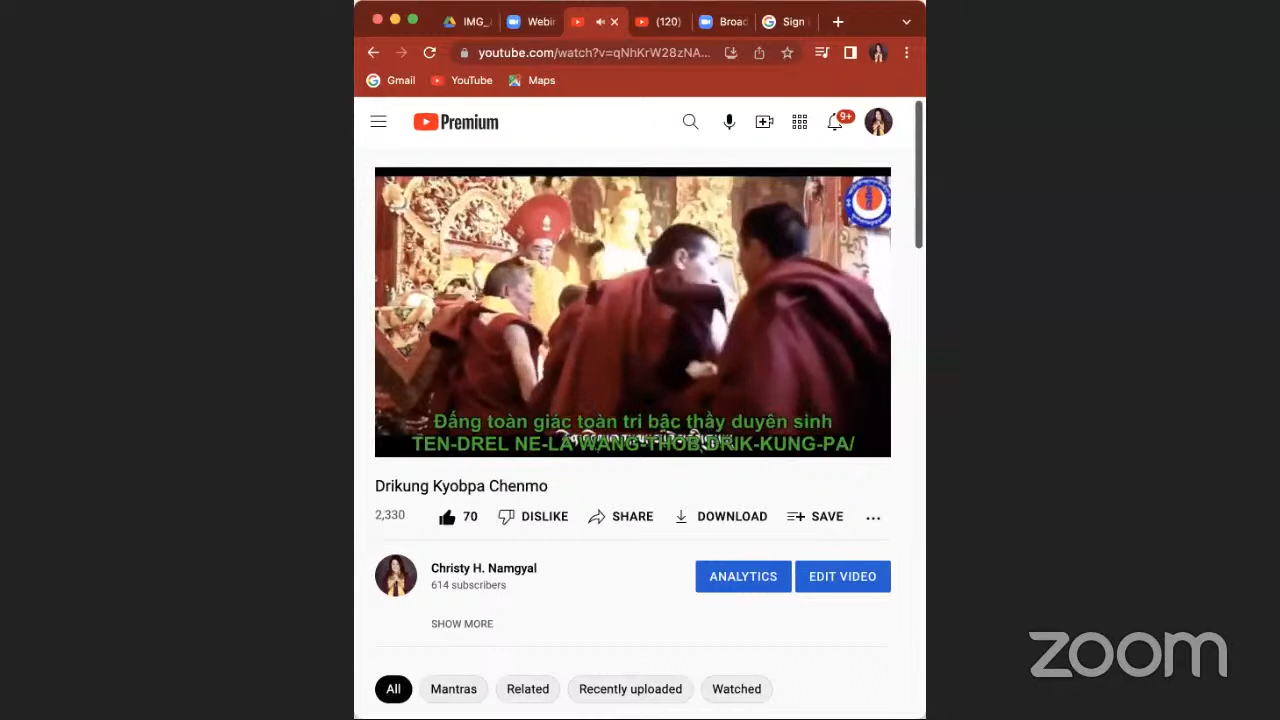 IMG_
Webir
(120)
Broad
Sign
youtube.com/watch?v=qNhKrW28zNA...
Gmail
YouTube
Maps
Premium
9+
Đấng toàn giác toàn tri bậc thầy duyên sinh
TEN-DREL NE-LA WANG-THOB DRIK-KUNG-PA/
Drikung Kyobpa Chenmo
2,330
70
DISLIKE
SHARE
DOWNLOAD
SAVE
Christy H. Namgyal
614 subscribers
ANALYTICS
EDIT VIDEO
SHOW MORE
All
Mantras
Related
Recently uploaded
Watched
zoom